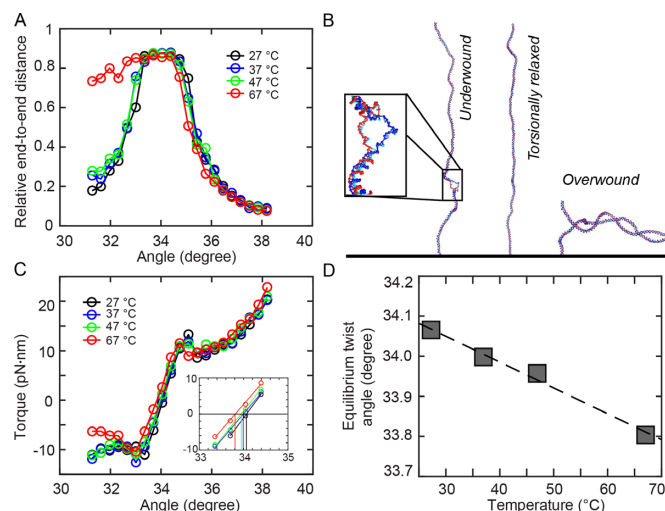 A
Relative end-to-end distance
1
0.8
0.6
0.4
0.2
0
27 °C
37 °C
47 °C
67 °C
30 32 34 36 38 40
Angle (degree)
B
Underwound
Torsionally relaxed
Overwound
C
Torque (pN-nm)
20
10
0
-10
27 °C
37 °C
47 °C
67 °C
10
0
-10
33 34 35
30 32 34 36 38 40
Angle (degree)
D
Equilibrium twist
angle (degree)
34.2
34.1
34.0
33.9
33.8
33.7
30 40 50 60 70
Temperature (°C)